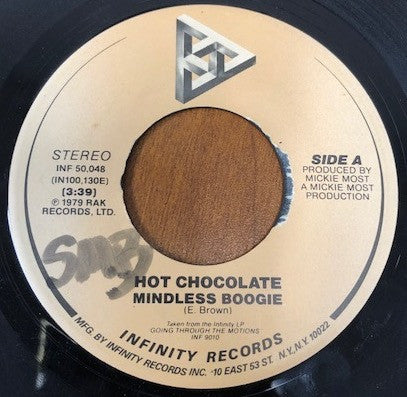 STEREO
INF 50,048
(IN100,130E)
(3:39)
℗ 1979 RAK
RECORDS, LTD.
SIDE A
PRODUCED BY
MICKIE MOST
A MICKIE MOST
PRODUCTION
SMB
HOT CHOCOLATE
MINDLESS BOOGIE
(E. Brown)
Taken from the Infinity LP
GOING THROUGH THE MOTIONS
INF 9010
INFINITY RECORDS
MFG. BY INFINITY RECORDS INC. -10 EAST 53 ST. N.Y., N.Y. 10022